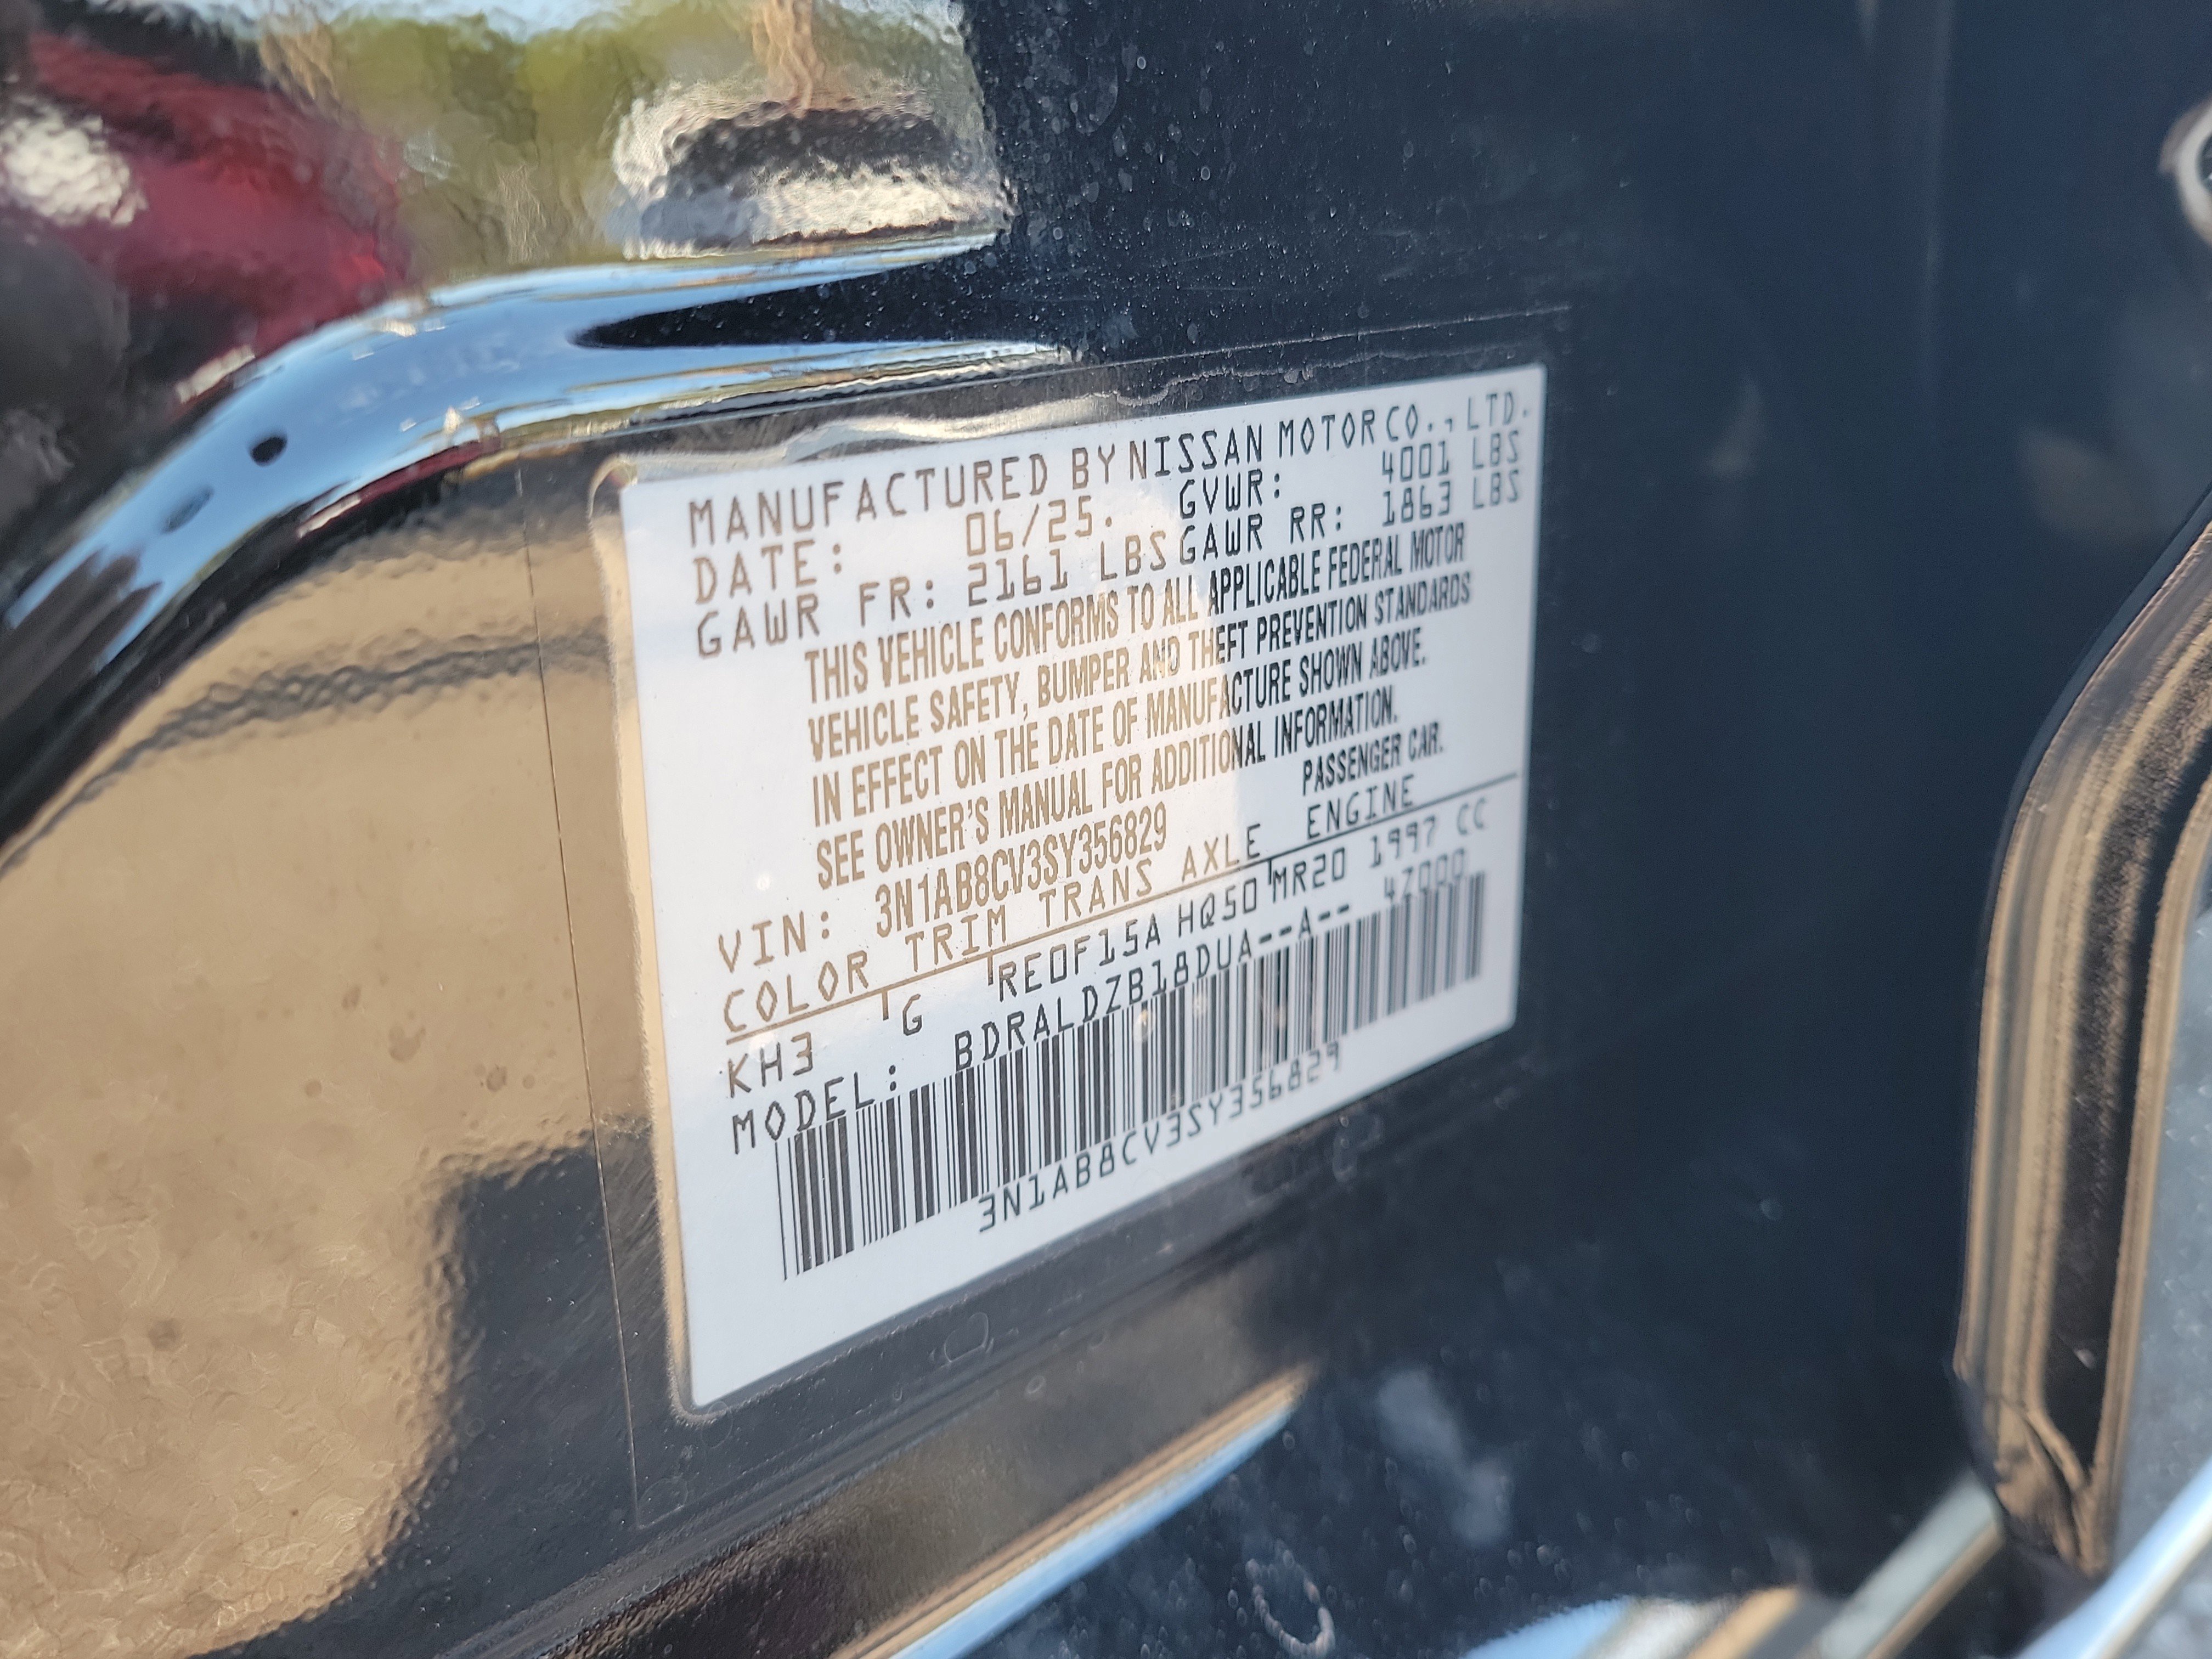 MANUFACTURED BY NISSAN MOTOR CO., LTD.
DATE: 06/25. GVWR: 4001 LBS
GAWR FR: 2161 LBS GAWR RR: 1863 LBS
THIS VEHICLE CONFORMS TO ALL APPLICABLE FEDERAL MOTOR
VEHICLE SAFETY, BUMPER AND THEFT PREVENTION STANDARDS
IN EFFECT ON THE DATE OF MANUFACTURE SHOWN ABOVE.
SEE OWNER'S MANUAL FOR ADDITIONAL INFORMATION.
VIN: 3N1AB8CV3SY356829 PASSENGER CAR.
COLOR TRIM TRANS AXLE ENGINE
KH3 G RE0F15A HQ50 MR20 1997 CC
MODEL: BDRALDZB18DUA--A--
3N1AB8CV3SY356829